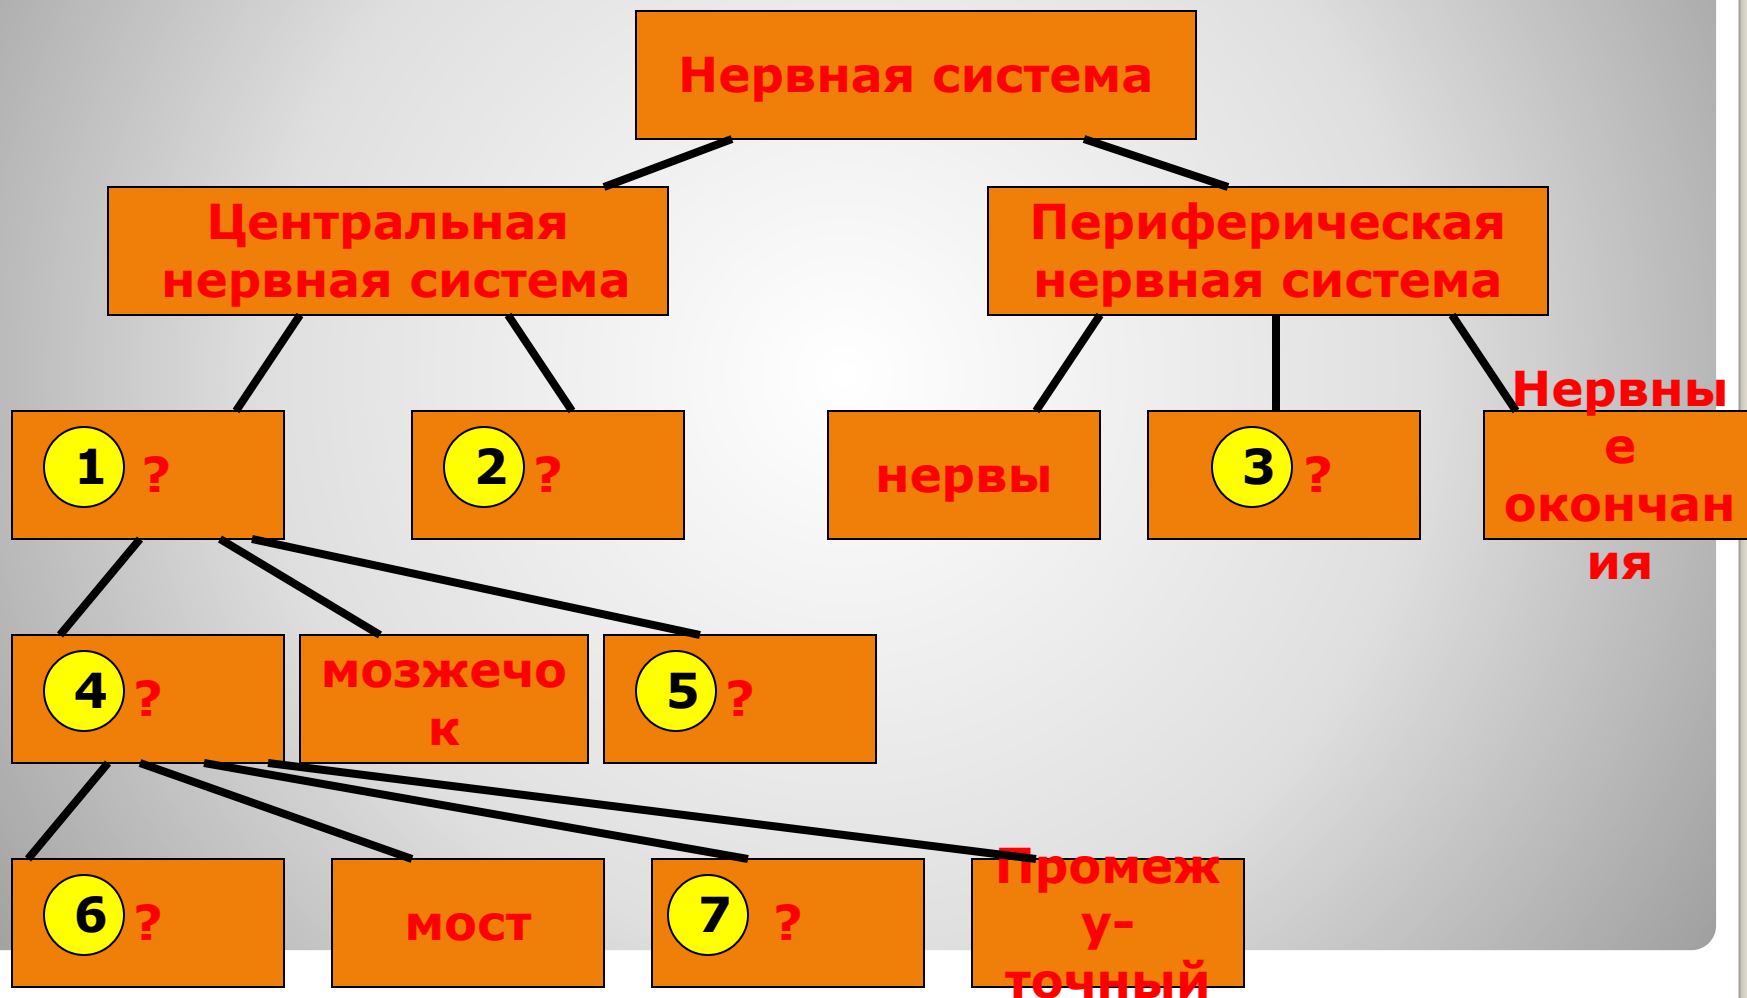 Нервная система
Центральная
нервная система
Периферическая
нервная система
1 ?
2 ?
нервы
3 ?
Нервны
е
окончан
ия
4 ?
мозжечо
к
5 ?
6 ?
мост
7 ?
Промеж
у-
точный